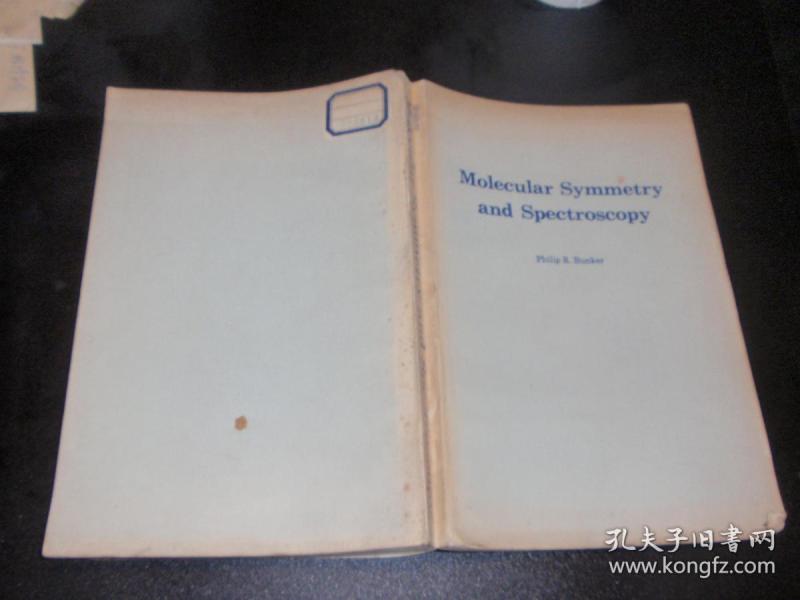 Molecular Symmetry
and Spectroscopy
Philip R. Bunker
孔夫子旧書网
www.kongfz.com